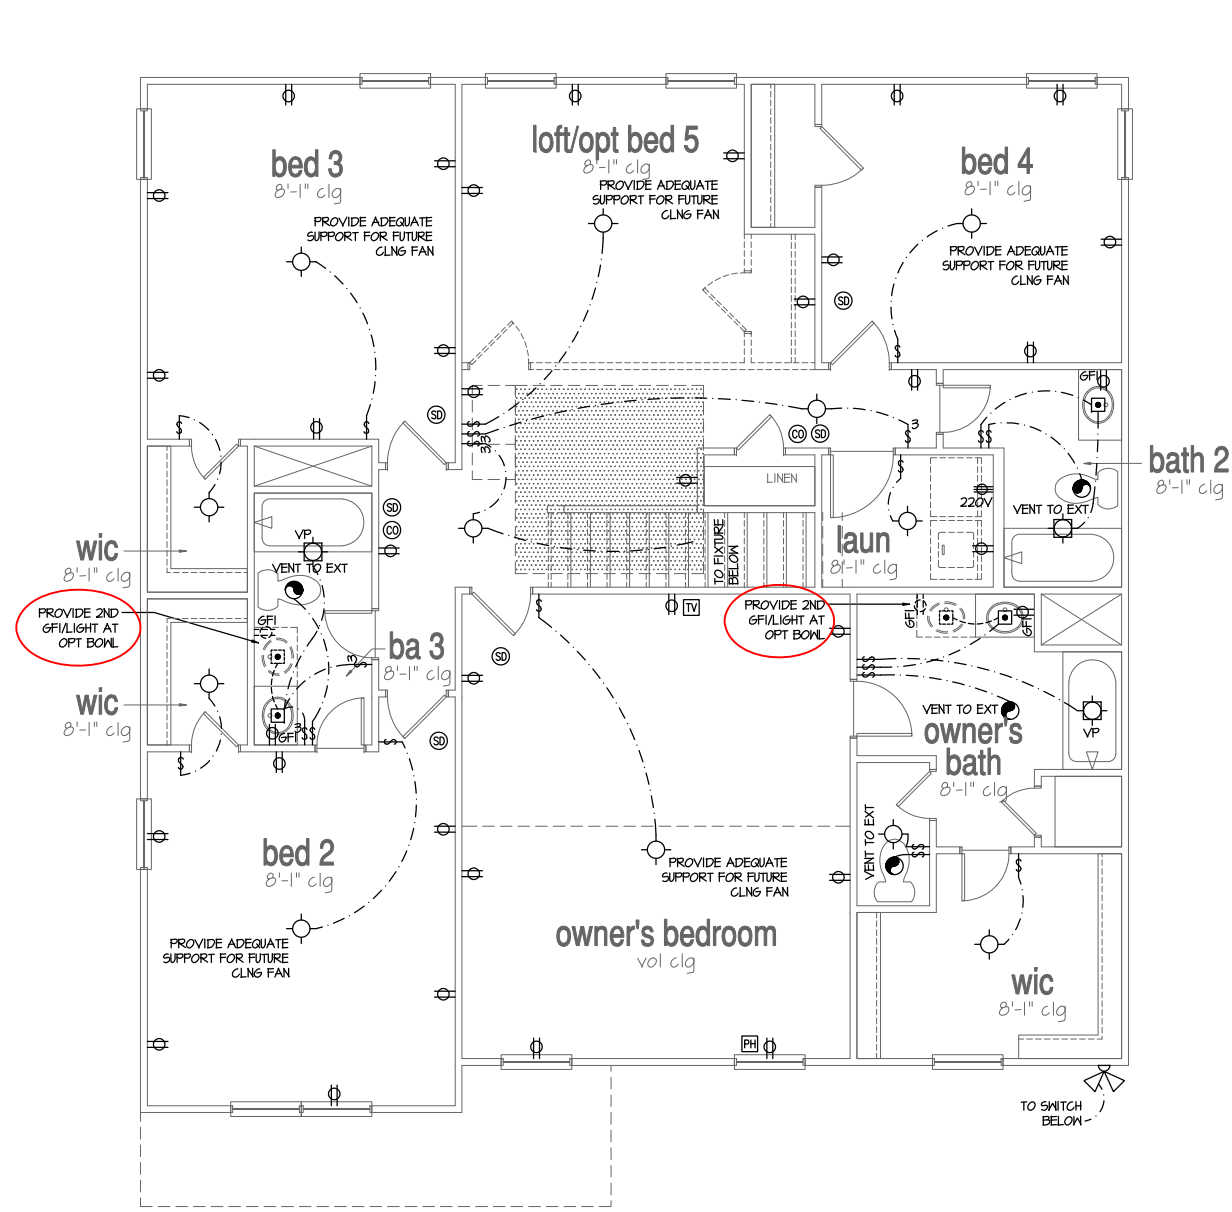 loft/opt bed 5
8'-1" clg
PROVIDE ADEQUATE
SUPPORT FOR FUTURE
CLNG FAN
bed 3
8'-1" clg
PROVIDE ADEQUATE
SUPPORT FOR FUTURE
CLNG FAN
bed 4
8'-1" clg
PROVIDE ADEQUATE
SUPPORT FOR FUTURE
CLNG FAN
SD
$
GFI
SD
$
$
$
$
$
33
CO
SD
3
$
$$
bath 2
8'-1" clg
LINEN
$
220V
VENT TO EXT
SD
CO
VP
VENT TO EXT
wic
8'-1" clg
TO FIXTURE
BELOW
laun
8'-1" clg
PROVIDE 2ND
GFI/LIGHT AT
OPT BOWL
GFI
$
TV
PROVIDE 2ND
GFI/LIGHT AT
OPT BOWL
GFI
GFI
ba 3
8'-1" clg
3
$
SD
$
$
$
wic
8'-1" clg
3
$$
GFI
$
$
SD
VENT TO EXT
VP
owner's
bath
8'-1" clg
bed 2
8'-1" clg
VENT TO EXT
$$
$
PROVIDE ADEQUATE
SUPPORT FOR FUTURE
CLNG FAN
PROVIDE ADEQUATE
SUPPORT FOR FUTURE
CLNG FAN
owner's bedroom
vol clg
wic
8'-1" clg
PH
TO SWITCH
BELOW